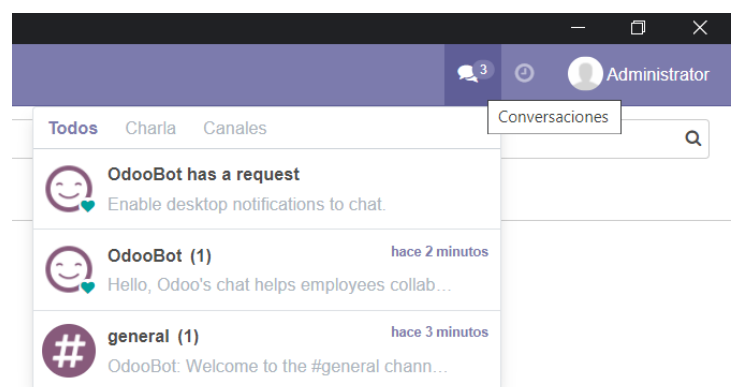 3
Administrator
Conversaciones
Todos Charla Canales
OdooBot has a request
Enable desktop notifications to chat.
OdooBot (1) hace 2 minutos
Hello, Odoo's chat helps employees collab...
general (1) hace 3 minutos
OdooBot: Welcome to the #general chann...